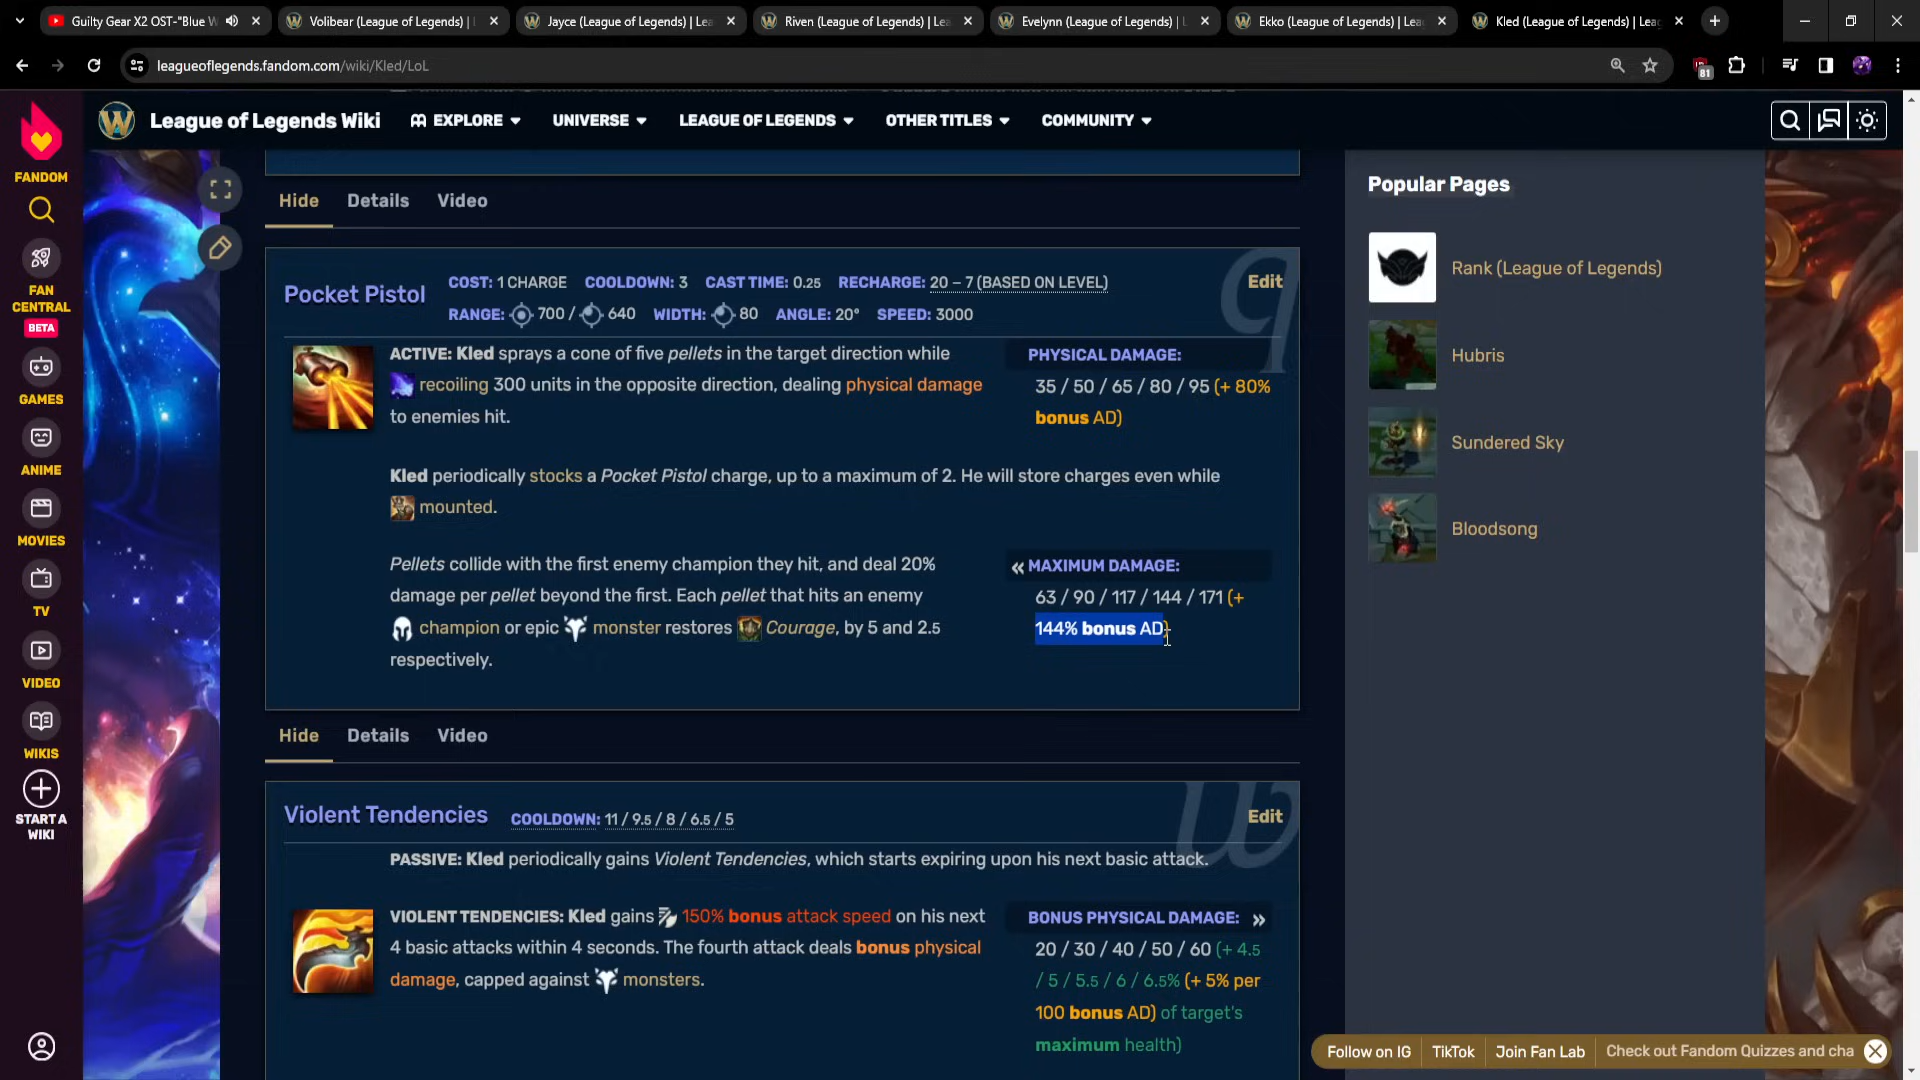 Guilty Gear X2 OST-"Blue W
Volibear (League of Legends) |
Jayce (League of Legends) | Lea
Riven (League of Legends) | Lea
Evelynn (League of Legends) | L
Ekko (League of Legends) | Leag
Kled (League of Legends) | Leag
leagueoflegends.fandom.com/wiki/Kled/LoL
81
League of Legends Wiki
EXPLORE
UNIVERSE
LEAGUE OF LEGENDS
OTHER TITLES
COMMUNITY
FANDOM
FAN CENTRAL
BETA
GAMES
ANIME
MOVIES
TV
VIDEO
WIKIS
START A WIKI
Hide Details Video
Pocket Pistol
COST: 1 CHARGE COOLDOWN: 3 CAST TIME: 0.25 RECHARGE: 20 – 7 (BASED ON LEVEL)
RANGE: 700 / 640 WIDTH: 80 ANGLE: 20° SPEED: 3000
Edit
q
ACTIVE: Kled sprays a cone of five pellets in the target direction while
recoiling 300 units in the opposite direction, dealing physical damage
to enemies hit.
PHYSICAL DAMAGE:
35 / 50 / 65 / 80 / 95 (+ 80%
bonus AD)
Kled periodically stocks a Pocket Pistol charge, up to a maximum of 2. He will store charges even while
mounted.
Pellets collide with the first enemy champion they hit, and deal 20%
damage per pellet beyond the first. Each pellet that hits an enemy
champion or epic monster restores Courage, by 5 and 2.5
respectively.
« MAXIMUM DAMAGE:
63 / 90 / 117 / 144 / 171 (+
144% bonus AD)
Hide Details Video
Violent Tendencies
COOLDOWN: 11 / 9.5 / 8 / 6.5 / 5
Edit
w
PASSIVE: Kled periodically gains Violent Tendencies, which starts expiring upon his next basic attack.
VIOLENT TENDENCIES: Kled gains 150% bonus attack speed on his next
4 basic attacks within 4 seconds. The fourth attack deals bonus physical
damage, capped against monsters.
BONUS PHYSICAL DAMAGE: »
20 / 30 / 40 / 50 / 60 (+ 4.5
/ 5 / 5.5 / 6 / 6.5% (+ 5% per
100 bonus AD) of target's
maximum health)
Popular Pages
Rank (League of Legends)
Hubris
Sundered Sky
Bloodsong
Follow on IG
TikTok
Join Fan Lab
Check out Fandom Quizzes and cha